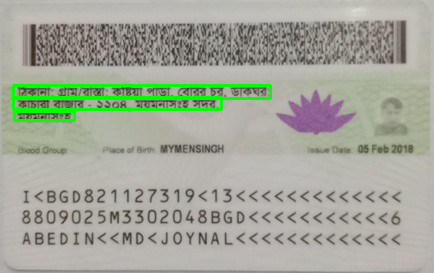 ঠিকানা: গ্রাম/রাস্তা: কাষ্টিয়া পাড়া, বোরর চর, ডাকঘর
কাচারী বাজার - ২২০৪, ময়মনসিংহ সদর,
ময়মনসিংহ
Blood Group: Place of Birth: MYMENSINGH Issue Date: 05 Feb 2018
I<BGD821127319<13<<<<<<<<<<<<<
8809025M3302048BGD<<<<<<<<<<<6
ABEDIN<<MD<JOYNAL<<<<<<<<<<<<<